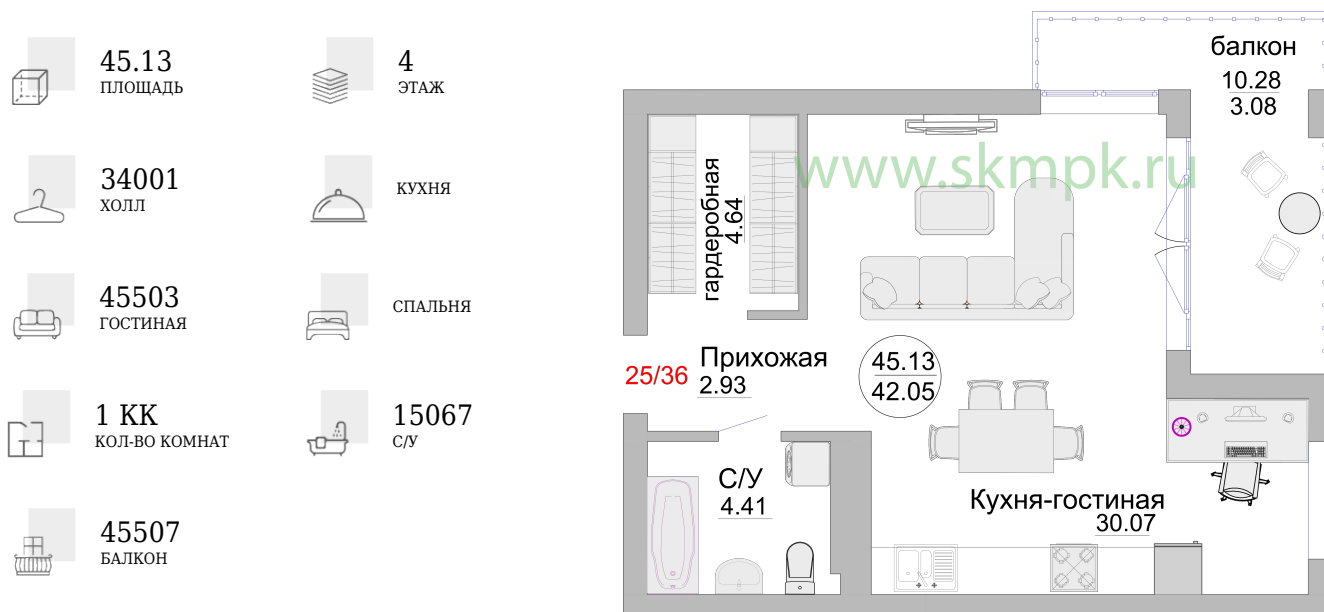 45.13
ПЛОЩАДЬ
4
ЭТАЖ
34001
ХОЛЛ
КУХНЯ
45503
ГОСТИНАЯ
СПАЛЬНЯ
1 КК
КОЛ-ВО КОМНАТ
15067
С/У
45507
БАЛКОН
балкон
10.28
3.08
www.skmpk.ru
гардеробная
4.64
Прихожая
2.93
25/36
45.13
42.05
С/У
4.41
Кухня-гостиная
30.07